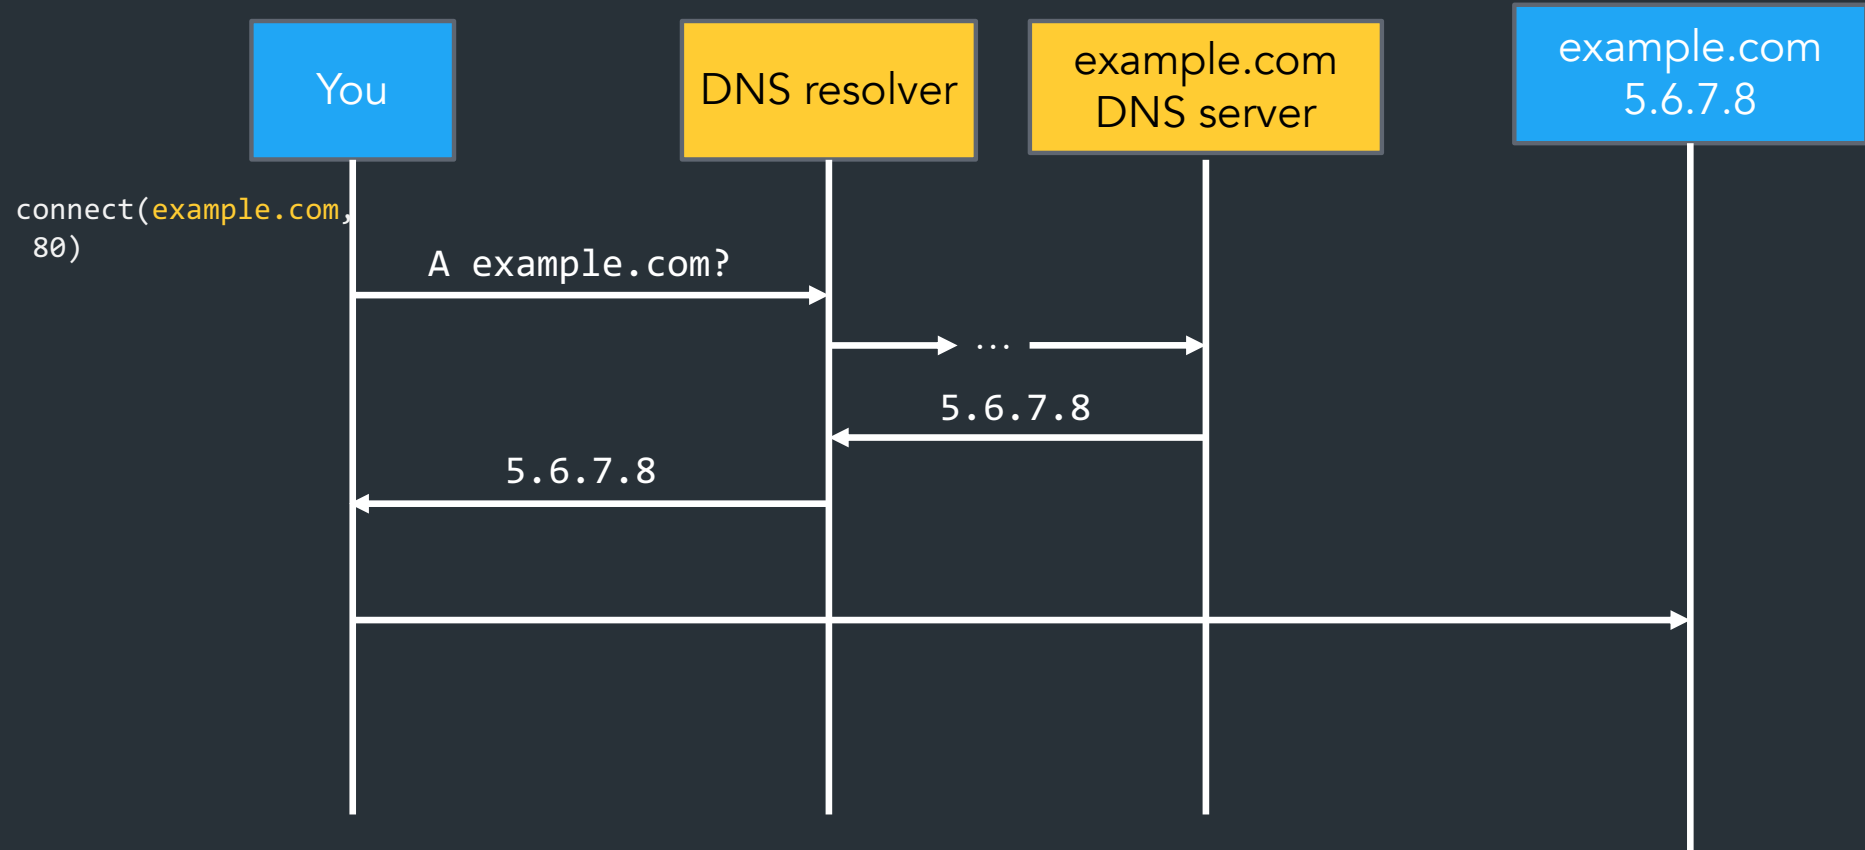 You
DNS resolver
example.com
DNS server
example.com
5.6.7.8
connect(example.com,
80)
A example.com?
...
5.6.7.8
5.6.7.8